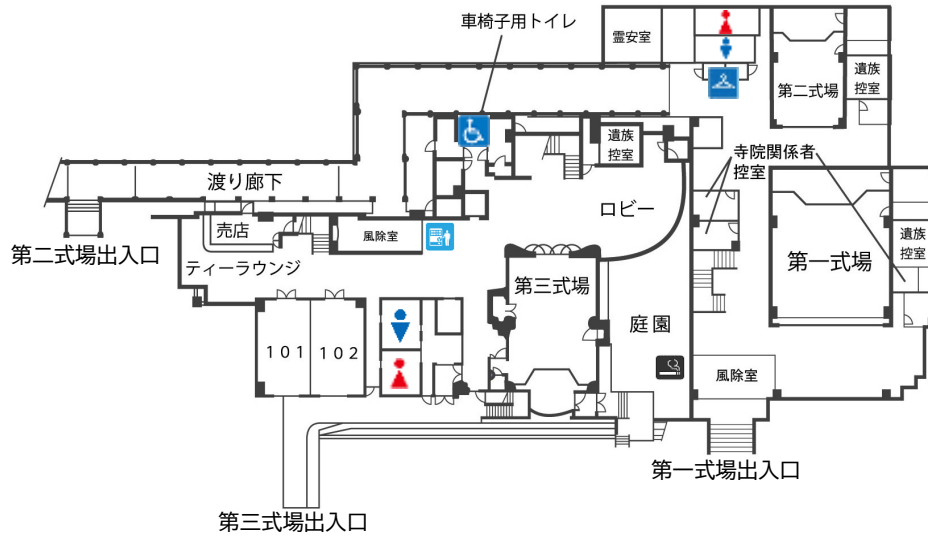 車椅子用トイレ
霊安室
第二式場
遺族
控室
遺族
控室
寺院関係者
控室
渡り廊下
ロビー
売店
風除室
第二式場出入口
ティーラウンジ
第三式場
第一式場
遺族
控室
庭園
101
102
風除室
第一式場出入口
第三式場出入口